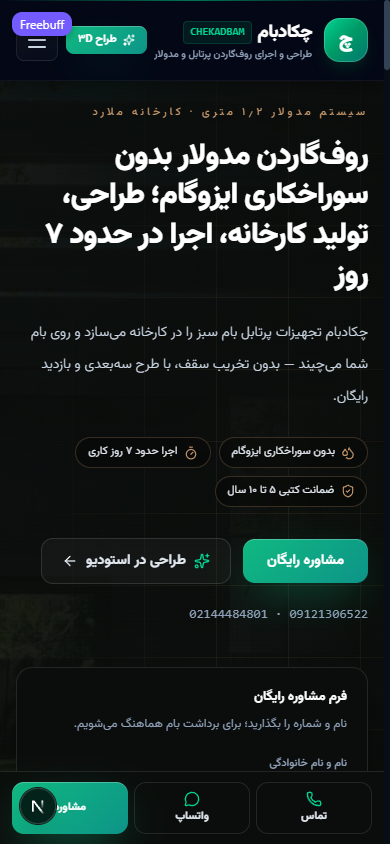 Freebuff
طراح 3D
چکادبام
CHEKADBAM
طراحی و اجرای روف‌گاردن پرتابل و مدولار
چ
سیستم مدولار ۱٫۲ متری · کارخانه ملارد
روف‌گاردن مدولار بدون
سوراخکاری ایزوگام؛ طراحی،
تولید کارخانه، اجرا در حدود ۷
روز
چکادبام تجهیزات پرتابل بام سبز را در کارخانه می‌سازد و روی بام
شما می‌چیند — بدون تخریب سقف، با طرح سه‌بعدی و بازدید
رایگان.
بدون سوراخکاری ایزوگام
اجرا حدود ۷ روز کاری
ضمانت کتبی ۵ تا ۱۰ سال
مشاوره رایگان
طراحی در استودیو ←
02144484801 · 09121306522
فرم مشاوره رایگان
نام و شماره را بگذارید؛ برای برداشت بام هماهنگ می‌شویم.
نام و نام خانوادگی
تماس
واتساپ
N